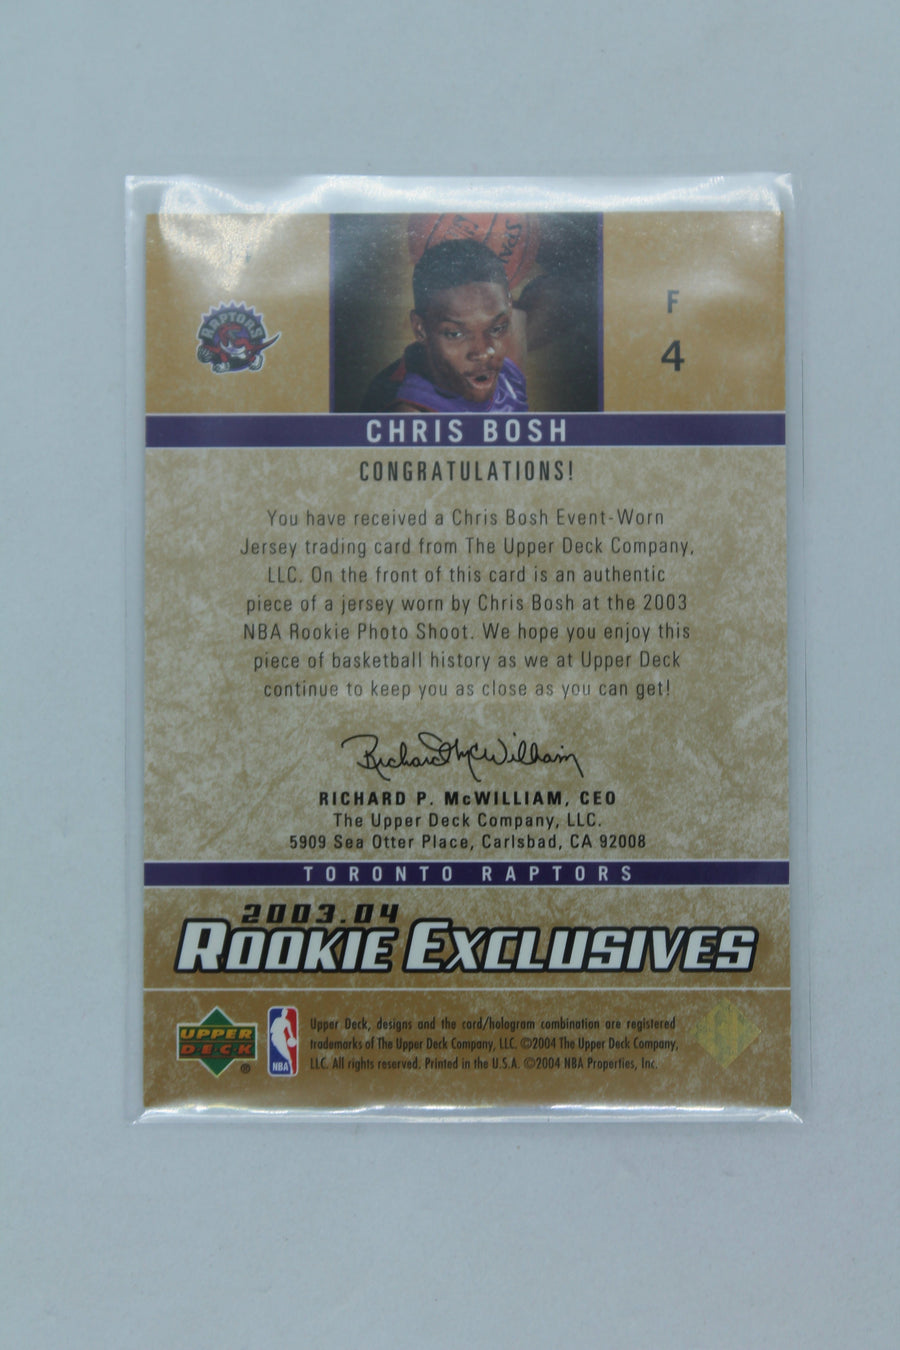 RAPTORS
SPAL
F
4
CHRIS BOSH
CONGRATULATIONS!
You have received a Chris Bosh Event-Worn
Jersey trading card from The Upper Deck Company,
LLC. On the front of this card is an authentic
piece of a jersey worn by Chris Bosh at the 2003
NBA Rookie Photo Shoot. We hope you enjoy this
piece of basketball history as we at Upper Deck
continue to keep you as close as you can get!
Richard McWilliam
RICHARD P. McWILLIAM, CEO
The Upper Deck Company, LLC.
5909 Sea Otter Place, Carlsbad, CA 92008
TORONTO RAPTORS
2003.04
ROOKIE EXCLUSIVES
UPPER
DECK
®
NBA
Upper Deck, designs and the card/hologram combination are registered
trademarks of The Upper Deck Company, LLC. ©2004 The Upper Deck Company,
LLC. All rights reserved. Printed in the U.S.A. ©2004 NBA Properties, Inc.